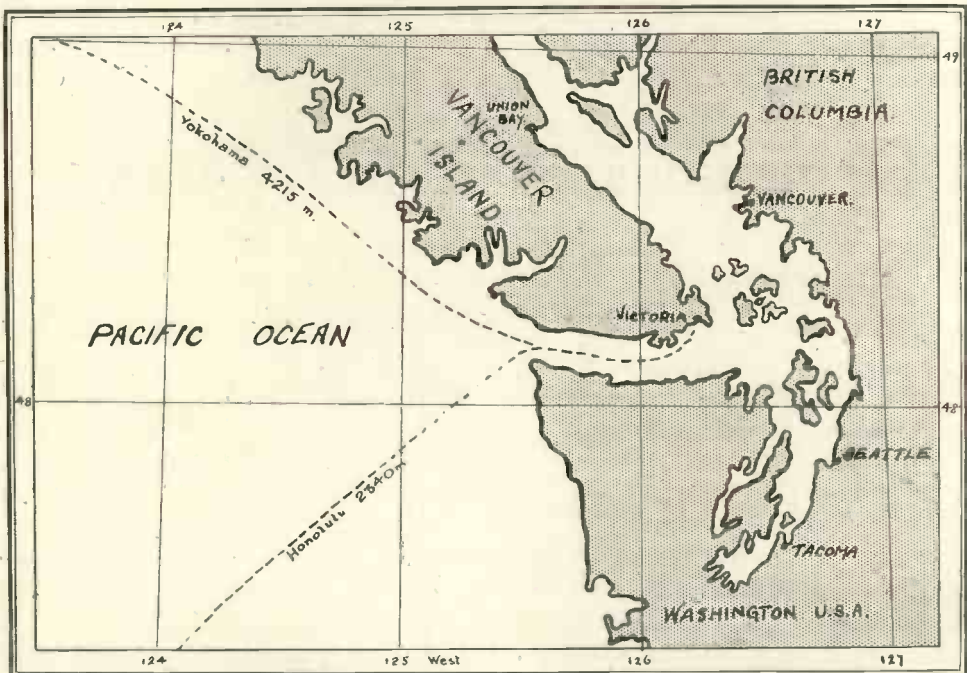 124 125 126 127
49
BRITISH
COLUMBIA.
UNION
BAY.
VANCOUVER
ISLAND
VANCOUVER.
Yokohama 4215 m.
VICTORIA
PACIFIC OCEAN
48 48
SEATTLE
Honolulu 2340 m
TACOMA
WASHINGTON U.S.A.
124 125 West 126 127